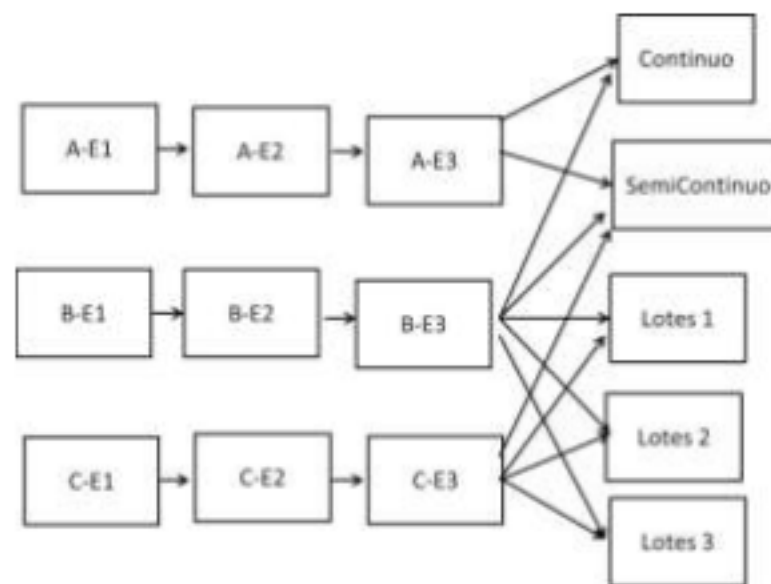 Continuo
A-E1
A-E2
A-E3
SemiContinuo
B-E1
B-E2
B-E3
Lotes 1
Lotes 2
C-E1
C-E2
C-E3
Lotes 3